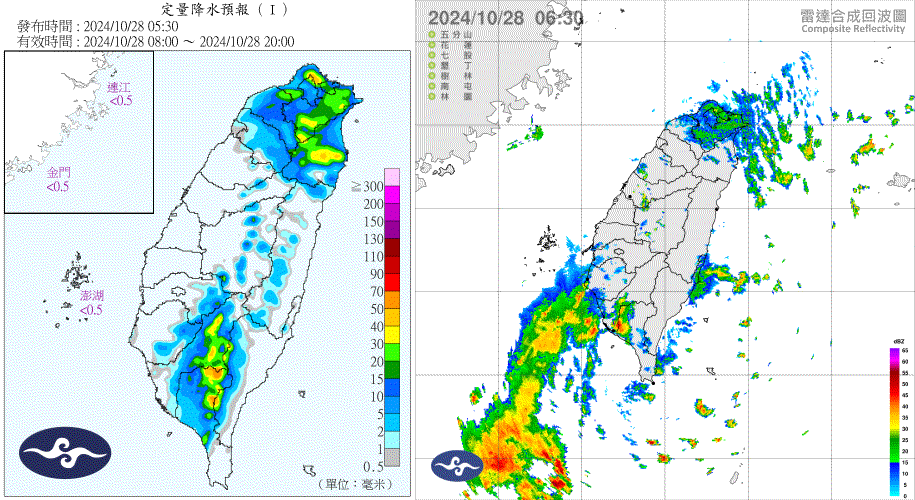 定量降水預報（Ⅰ）
發布時間：2024/10/28 05:30
有效時間：2024/10/28 08:00 ～ 2024/10/28 20:00
連江
<0.5
金門
<0.5
澎湖
<0.5
≧
300
200
150
130
110
90
70
50
40
30
20
15
10
5
2
1
0.5
（單位：毫米）
2024/10/28 06:30
雷達合成回波圖
Composite Reflectivity
五分山
花蓮
七股
墾丁
樹林
南屯
林園
dBZ
65
60
55
50
45
40
35
30
25
20
15
10
5
0